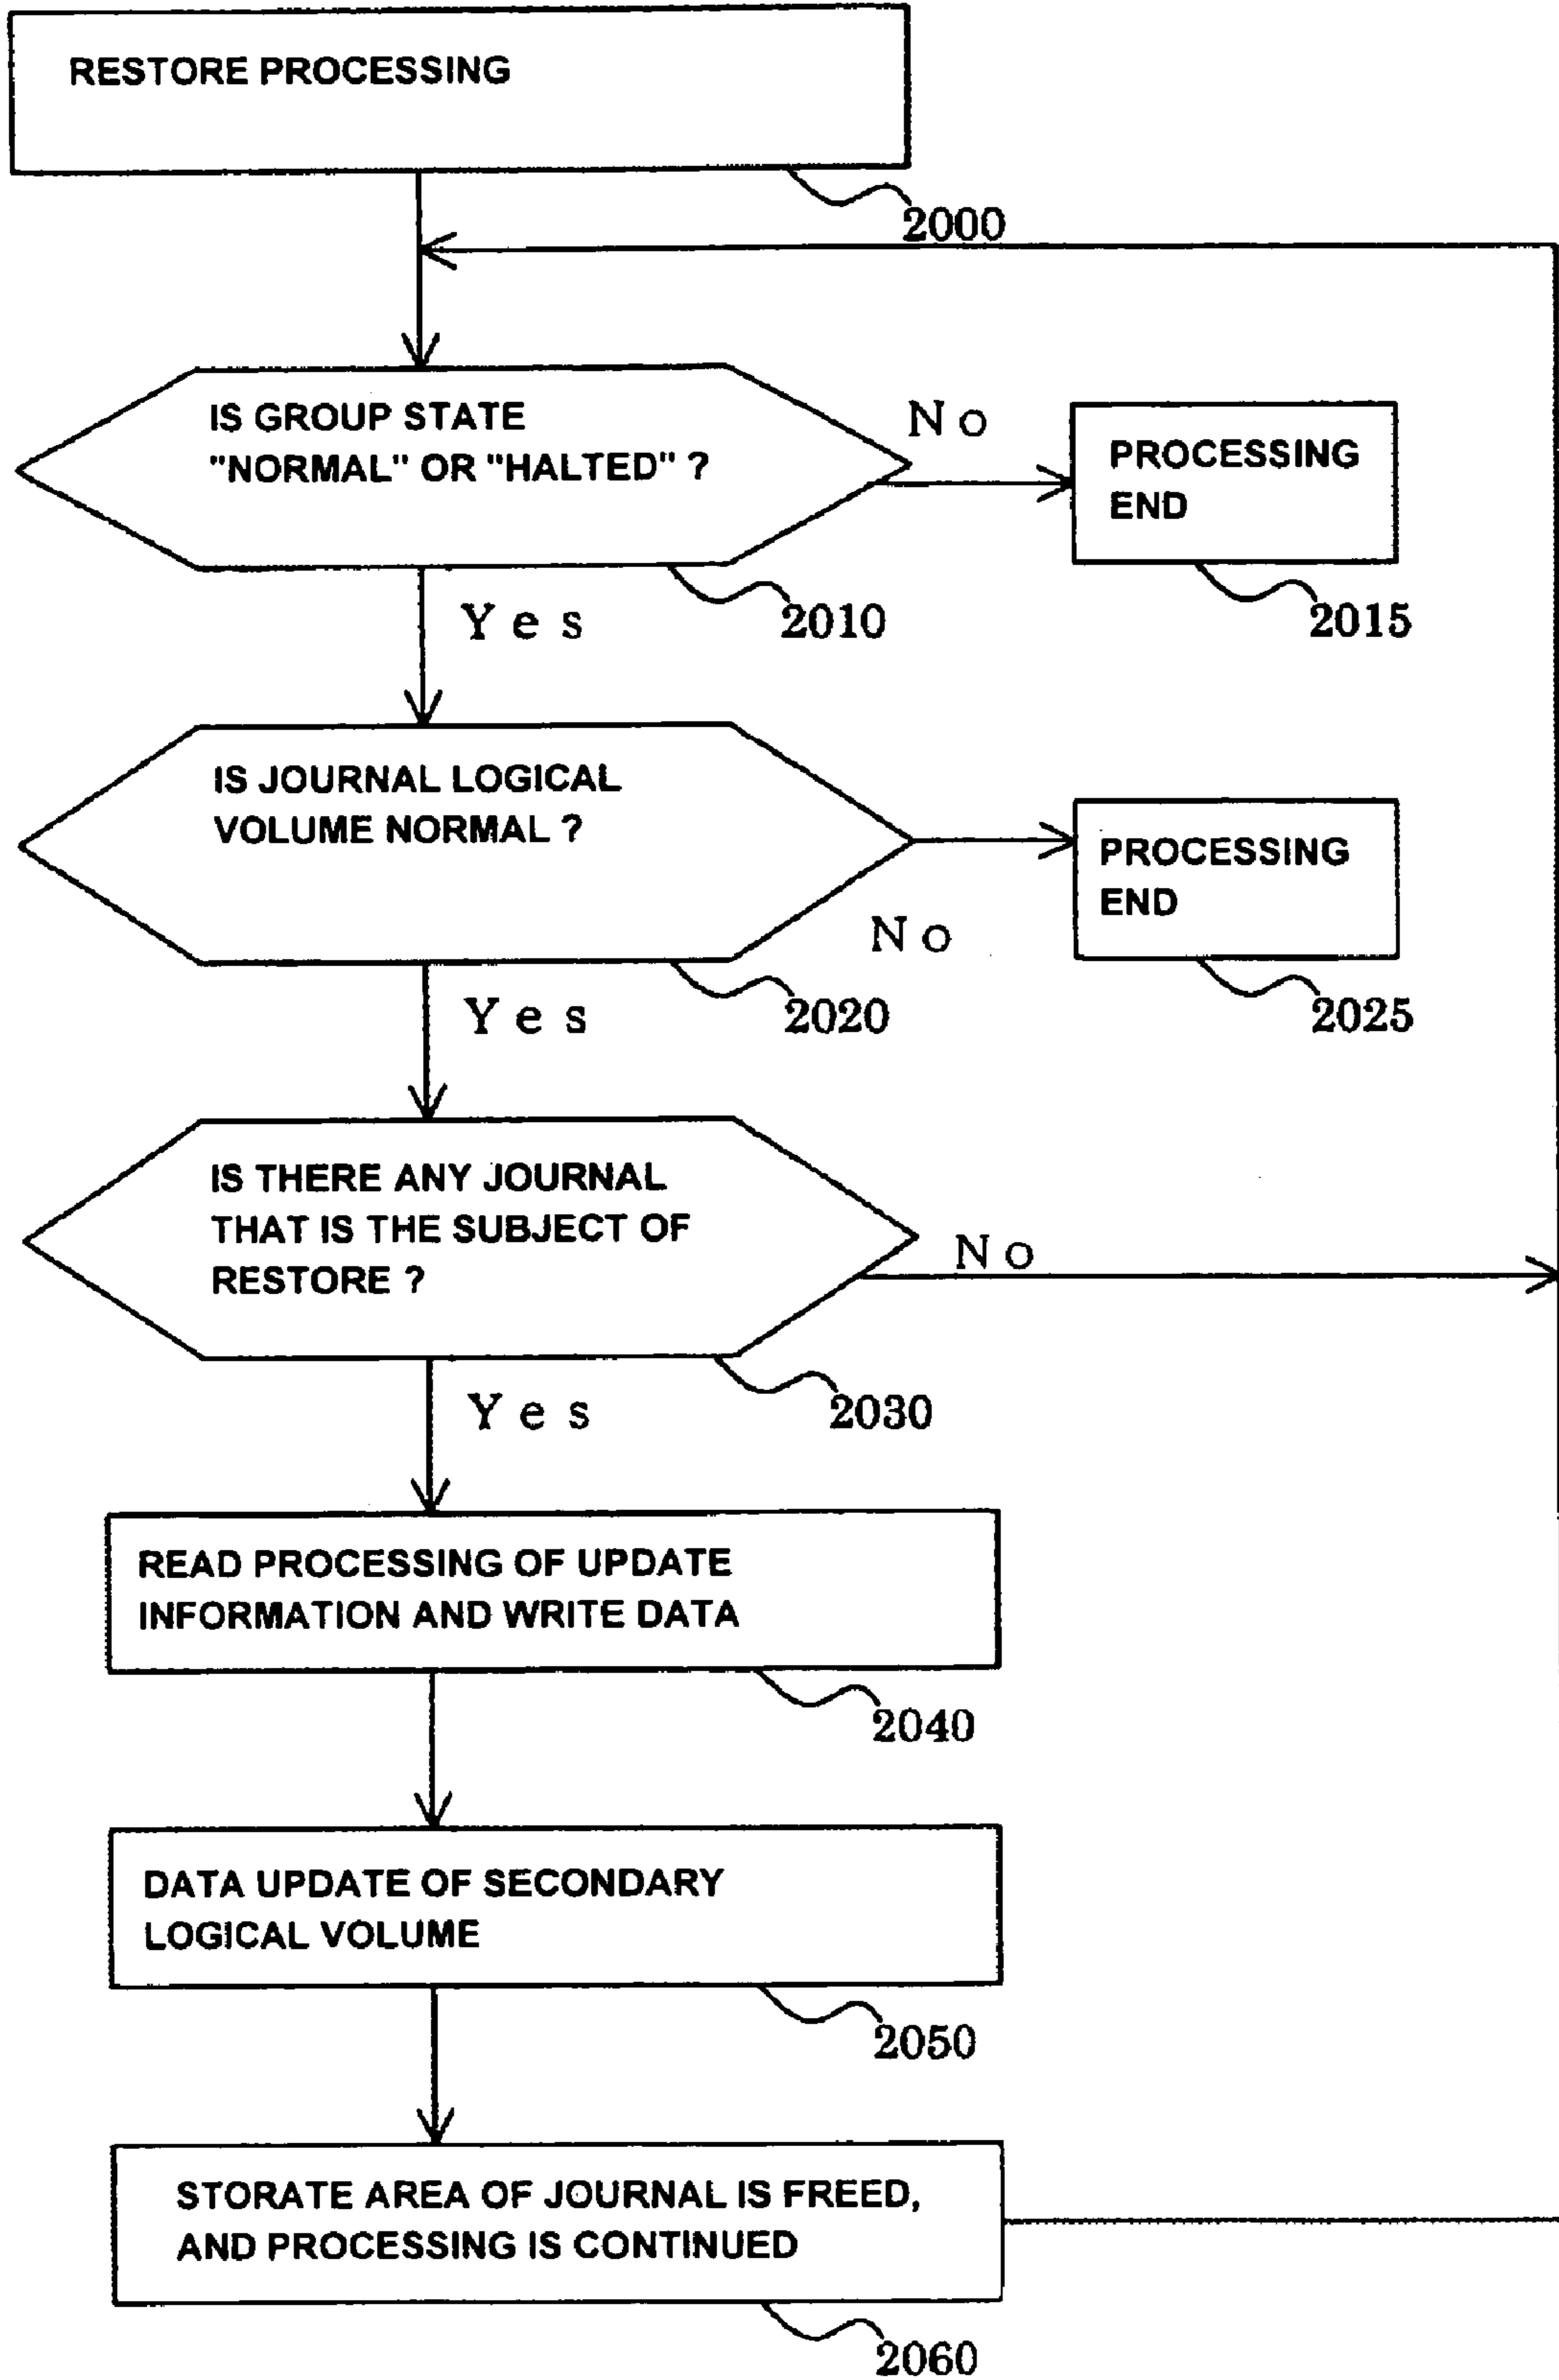 RESTORE PROCESSING
2000
IS GROUP STATE
"NORMAL" OR "HALTED" ?
No
PROCESSING
END
2010
2015
Yes
IS JOURNAL LOGICAL
VOLUME NORMAL ?
No
PROCESSING
END
2020
2025
Yes
IS THERE ANY JOURNAL
THAT IS THE SUBJECT OF
RESTORE ?
No
2030
Yes
READ PROCESSING OF UPDATE
INFORMATION AND WRITE DATA
2040
DATA UPDATE OF SECONDARY
LOGICAL VOLUME
2050
STORATE AREA OF JOURNAL IS FREED,
AND PROCESSING IS CONTINUED
2060